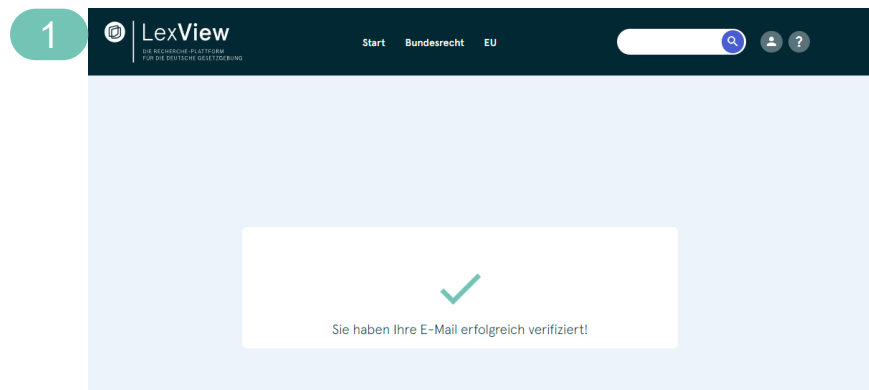 1
LexView
DIE RECHERCHE-PLATTFORM
FÜR DIE DEUTSCHE GESETZGEBUNG
Start Bundesrecht EU
?
Sie haben Ihre E-Mail erfolgreich verifiziert!